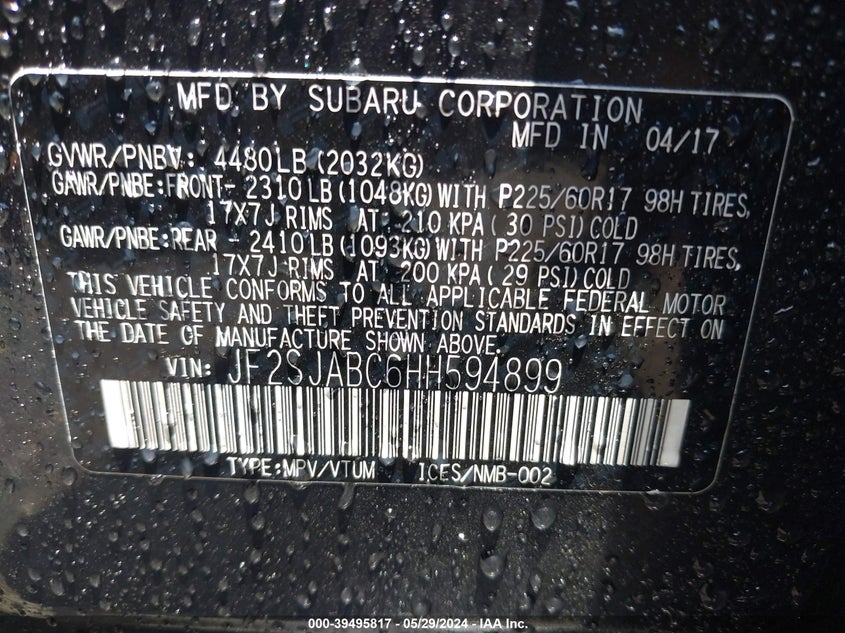 MFD BY SUBARU CORPORATION
MFD IN 04/17
GVWR/PNBV: 4480LB(2032KG)
GAWR/PNBE:FRONT- 2310LB(1048KG)WITH P225/60R17 98H TIRES,
17X7J RIMS AT 210 KPA(30 PSI)COLD
GAWR/PNBE:REAR - 2410LB(1093KG)WITH P225/60R17 98H TIRES,
17X7J RIMS AT 200 KPA(29 PSI)COLD
THIS VEHICLE CONFORMS TO ALL APPLICABLE FEDERAL MOTOR
VEHICLE SAFETY AND THEFT PREVENTION STANDARDS IN EFFECT ON
THE DATE OF MANUFACTURE SHOWN ABOVE.
VIN: JF2SJABC6HH594899
TYPE:MPV/VTUM ICES/NMB-002
000-39495817 - 05/29/2024 - IAA Inc.